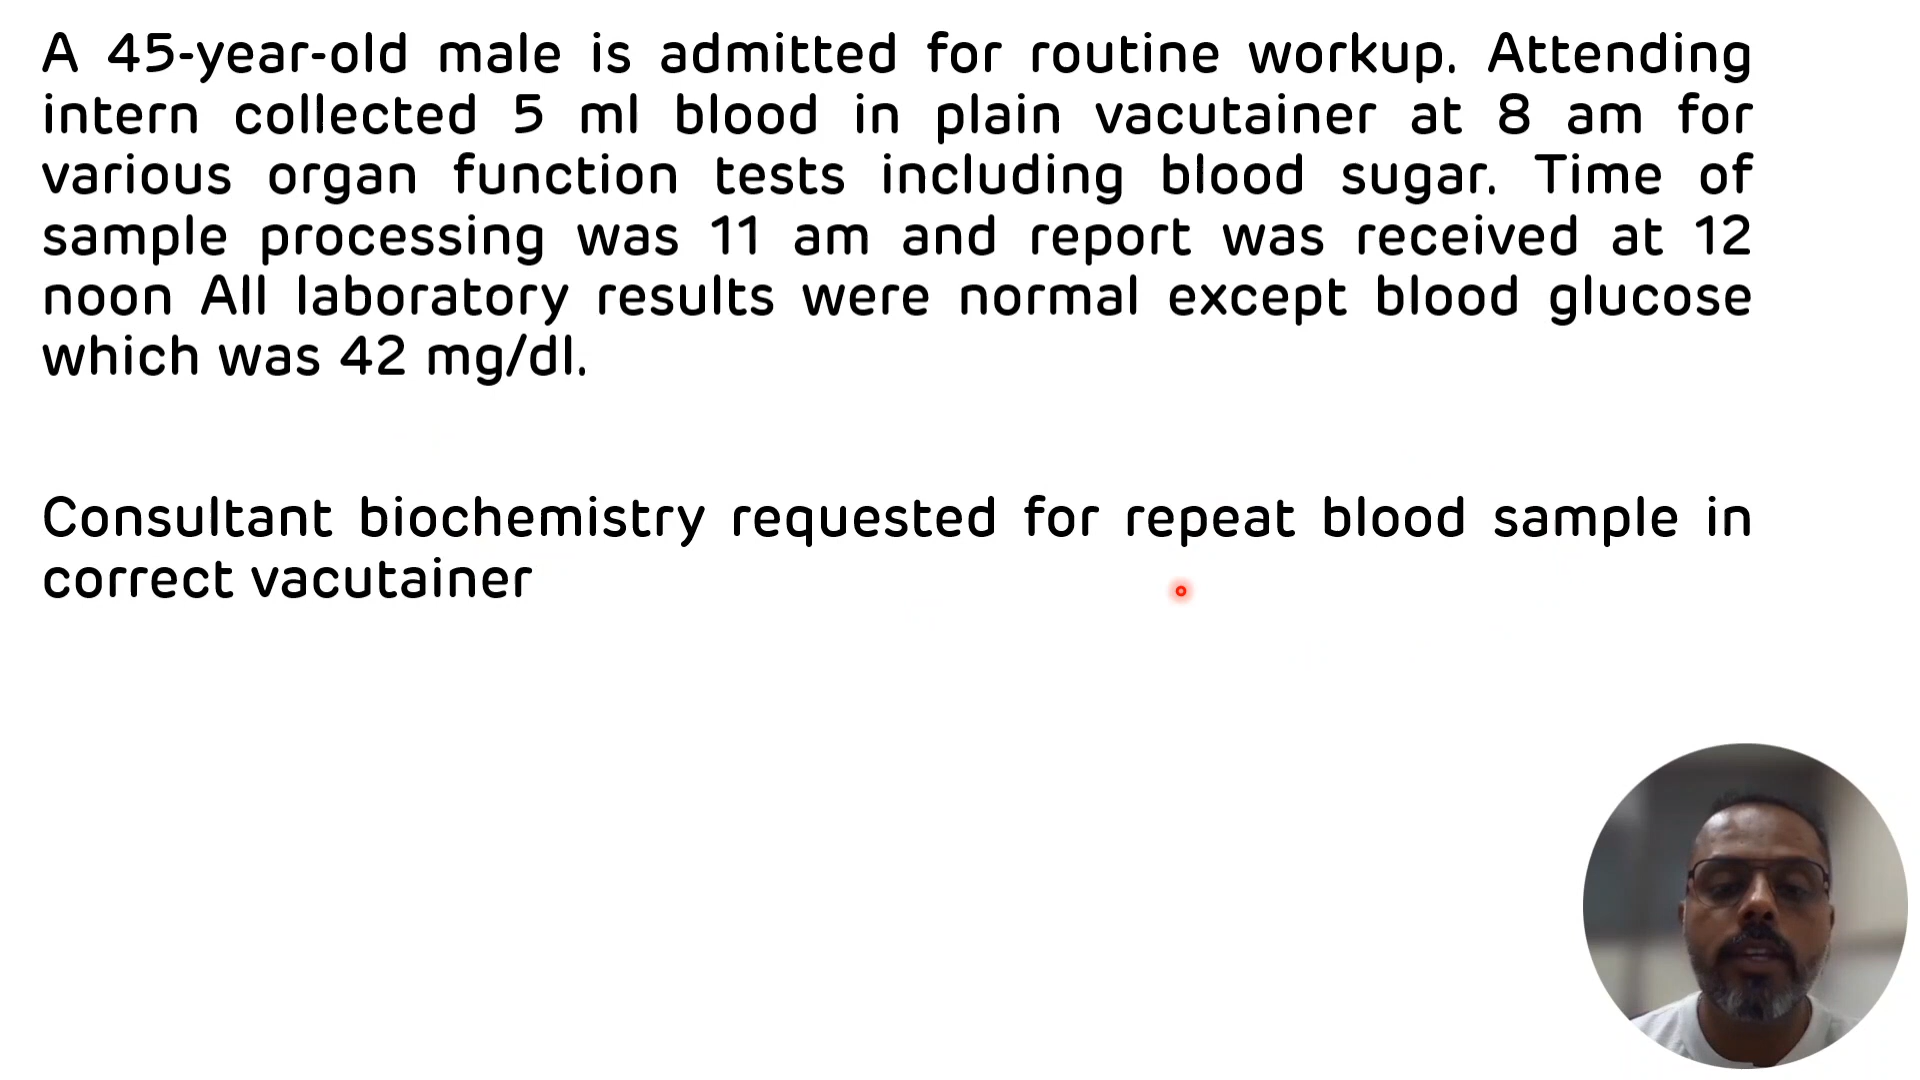 A 45-year-old male is admitted for routine workup. Attending
intern collected 5 ml blood in plain vacutainer at 8 am for
various organ function tests including blood sugar. Time of
sample processing was 11 am and report was received at 12
noon All laboratory results were normal except blood glucose
which was 42 mg/dl.
Consultant biochemistry requested for repeat blood sample in
correct vacutainer